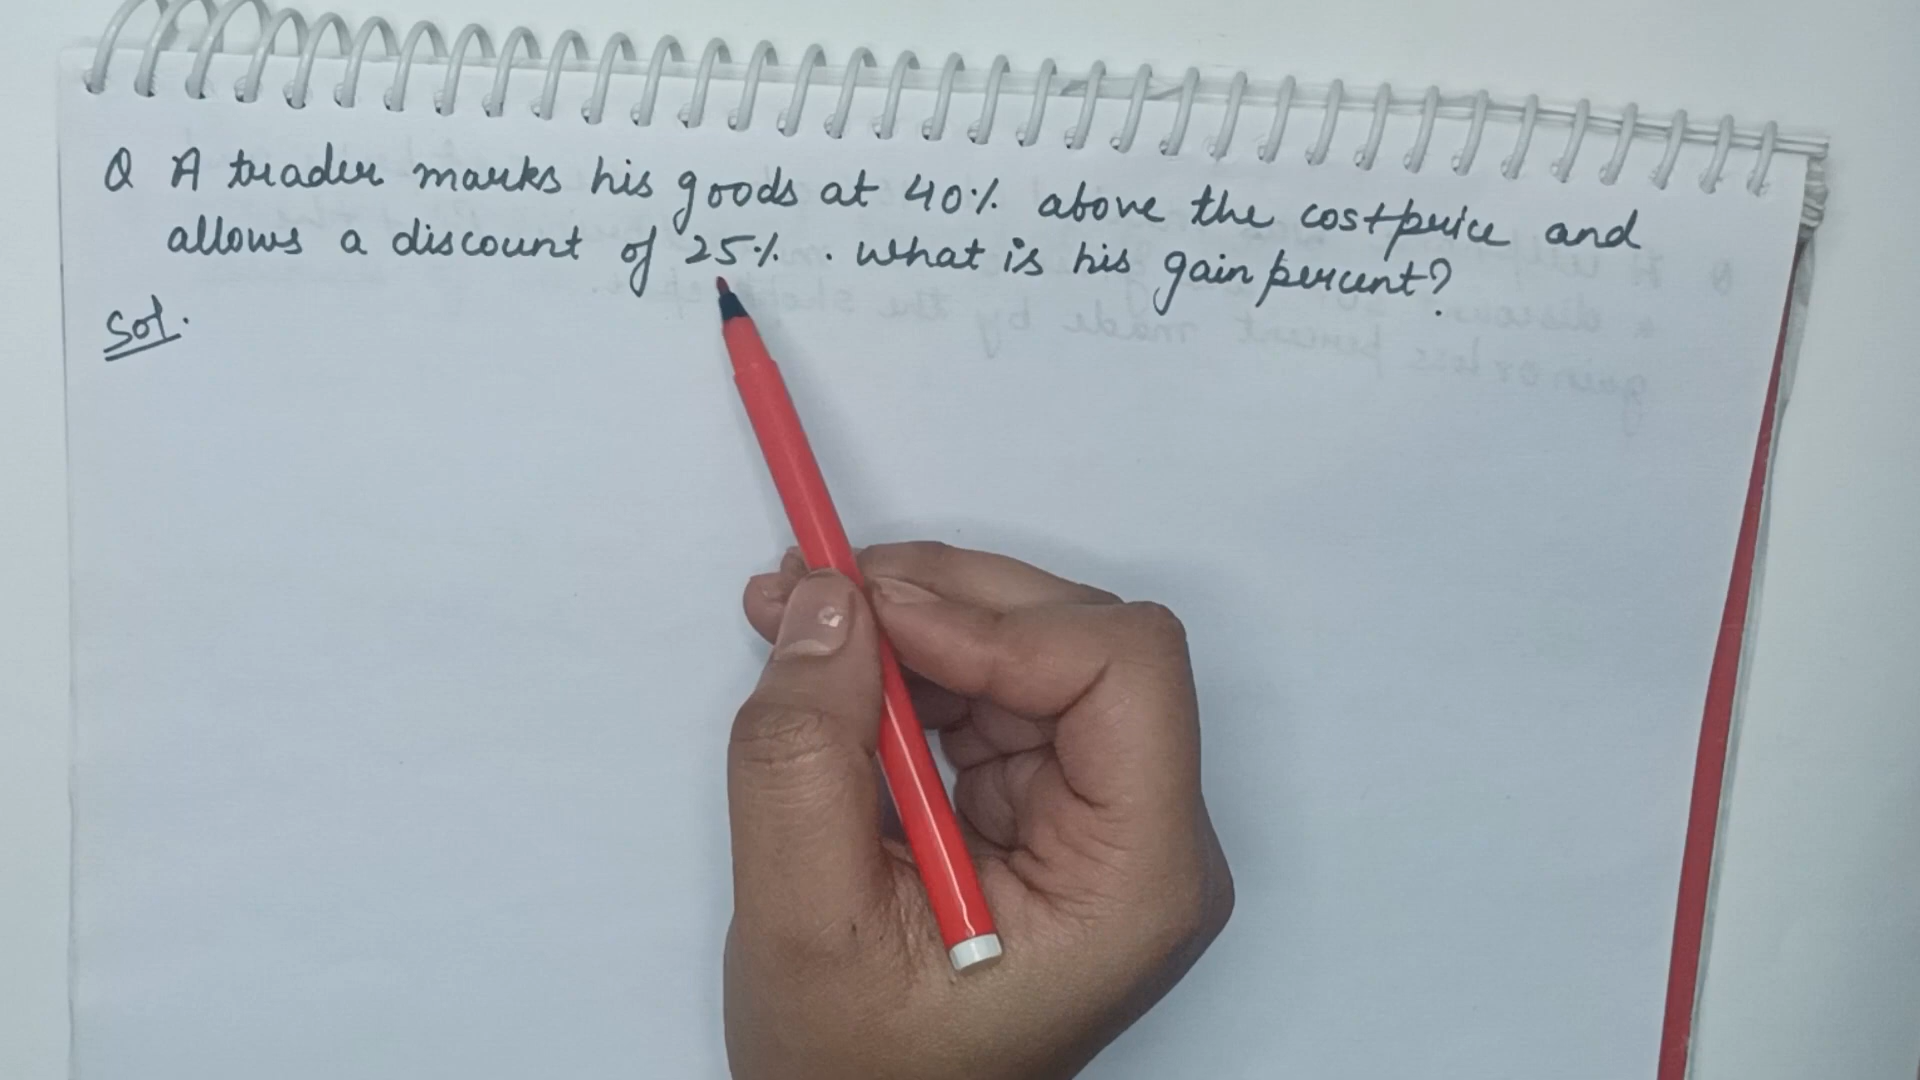 Q A trader marks his goods at 40% above the costprice and
allows a discount of 25%. What is his gain percent?
Sol.